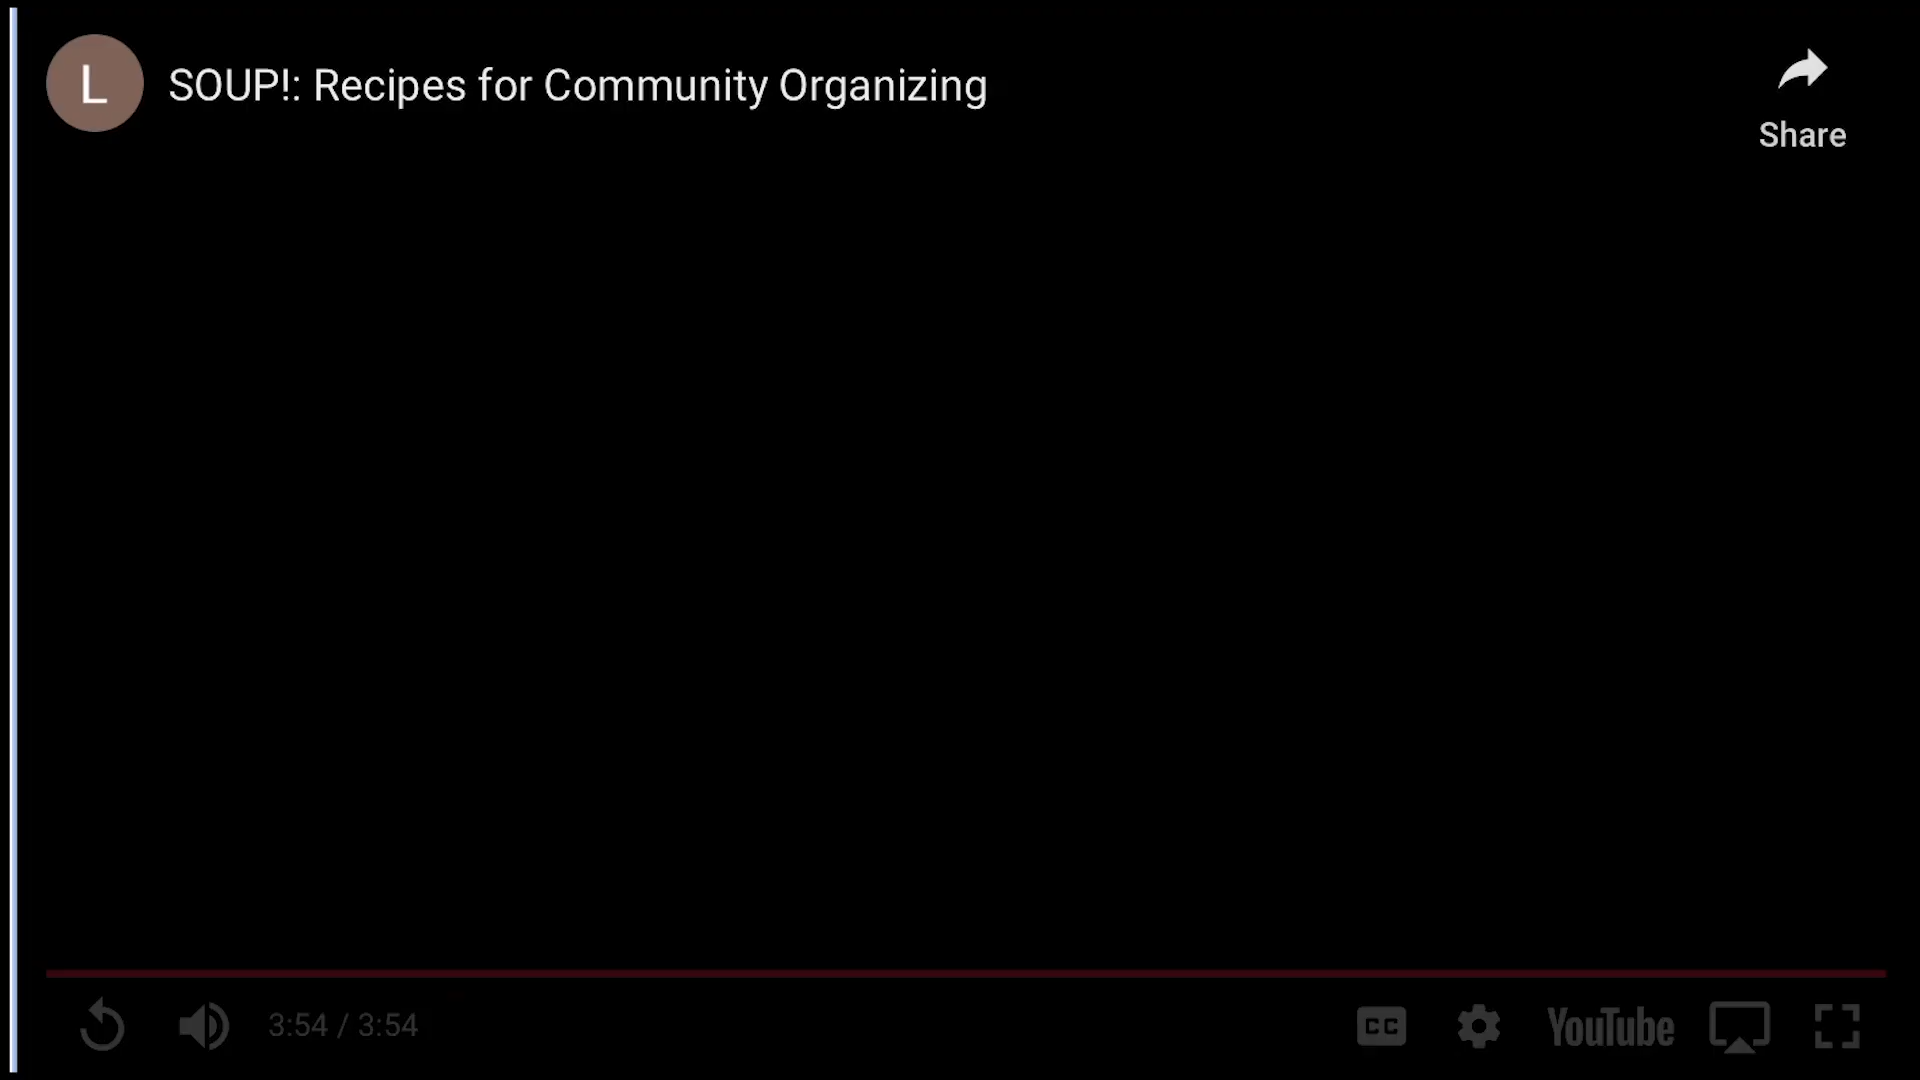 L
SOUP!: Recipes for Community Organizing
Share
3:54 / 3:54
CC
YouTube